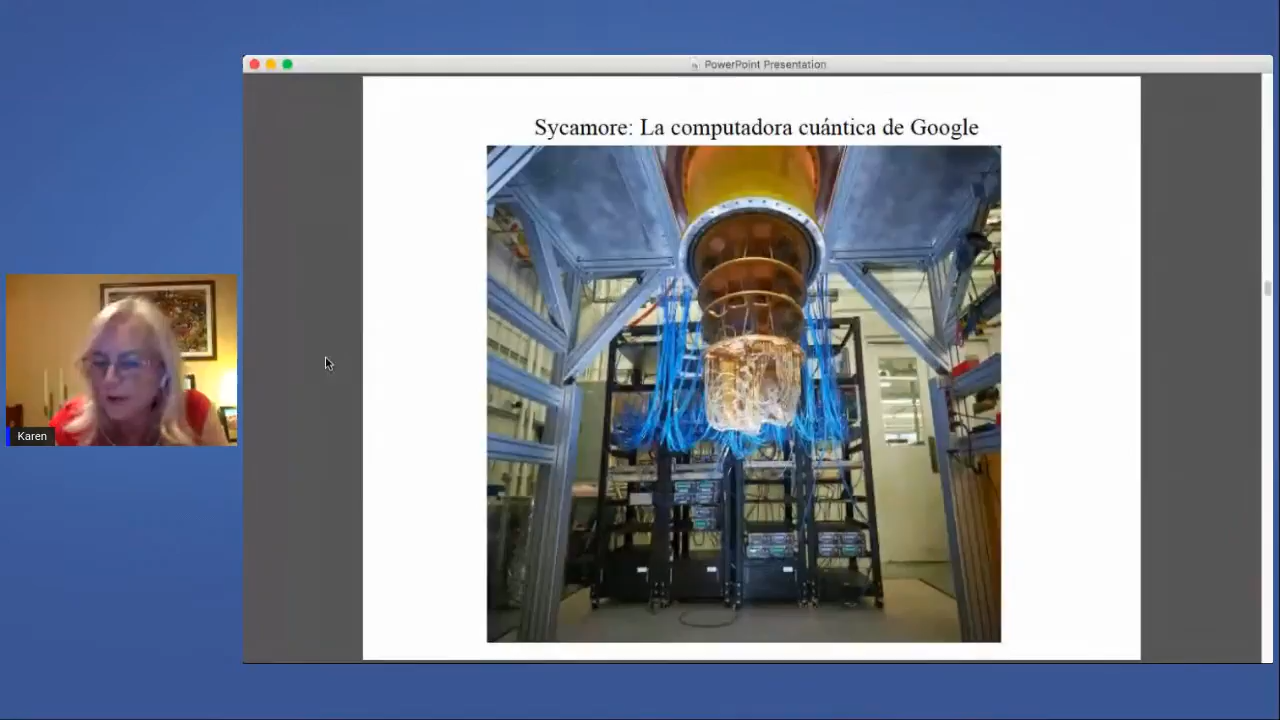 PowerPoint Presentation
Sycamore: La computadora cuántica de Google
Karen